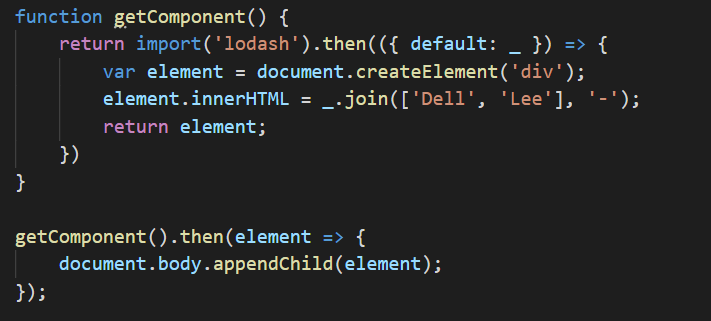 function getComponent() {
    return import('lodash').then(({ default: _ }) => {
        var element = document.createElement('div');
        element.innerHTML = _.join(['Dell', 'Lee'], '-');
        return element;
    })
}

getComponent().then(element => {
    document.body.appendChild(element);
});